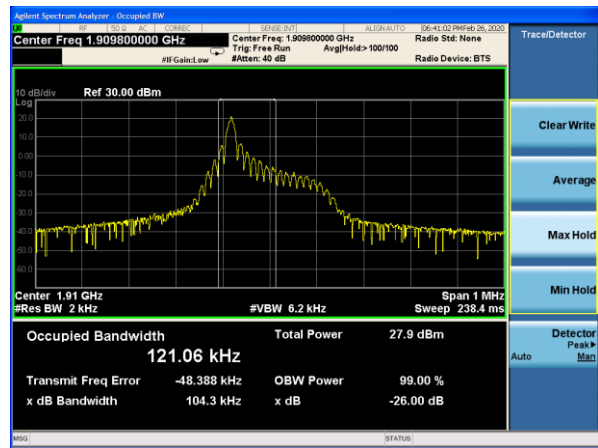 Agilent Spectrum Analyzer - Occupied BW
RF 50 Ω AC CORREC SENSE:INT ALIGN AUTO 06:41:02 PM Feb 26, 2020
Center Freq 1.909800000 GHz Center Freq: 1.909800000 GHz Radio Std: None
Trig: Free Run Avg|Hold:> 100/100
#IFGain:Low #Atten: 40 dB Radio Device: BTS
Trace/Detector
10 dB/div Ref 30.00 dBm
Log
20.0
10.0
0.00
-10.0
-20.0
-30.0
-40.0
-50.0
-60.0
Center 1.91 GHz Span 1 MHz
#Res BW 2 kHz #VBW 6.2 kHz Sweep 238.4 ms
Occupied Bandwidth Total Power 27.9 dBm
121.06 kHz
Transmit Freq Error -48.388 kHz OBW Power 99.00 %
x dB Bandwidth 104.3 kHz x dB -26.00 dB
Clear Write
Average
Max Hold
Min Hold
Detector
Peak▶
Auto Man
MSG STATUS